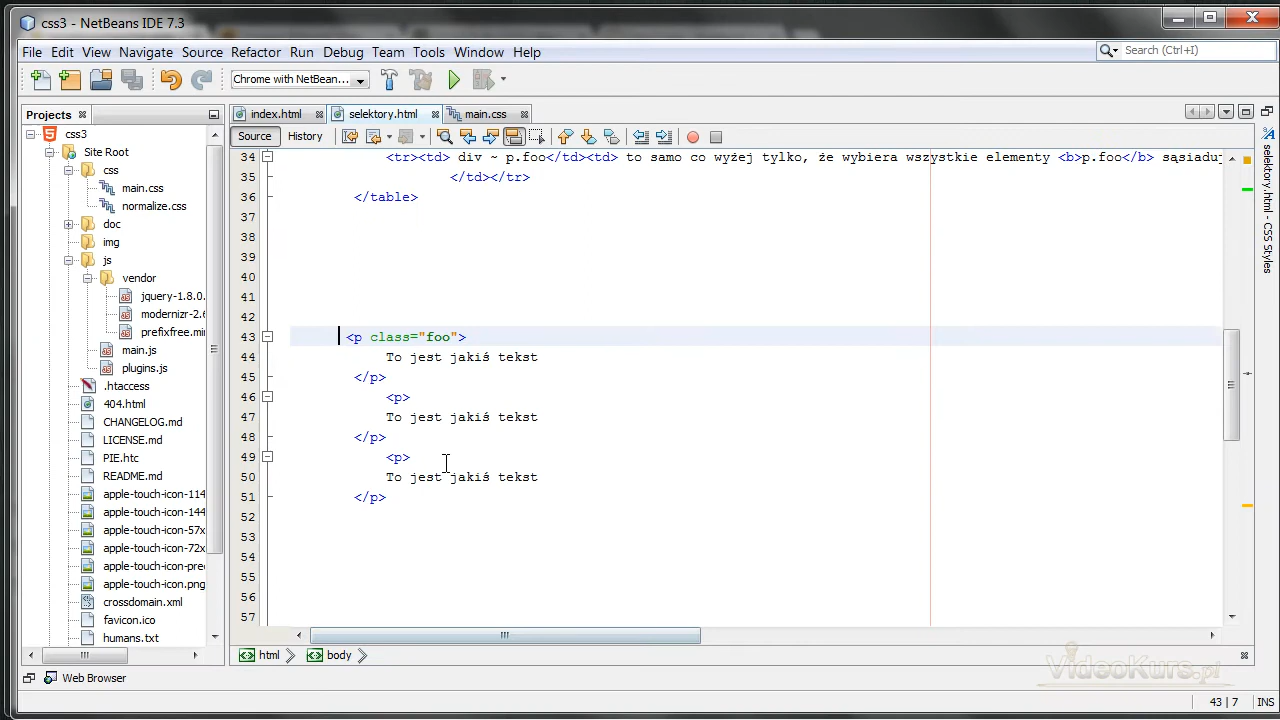 css3 - NetBeans IDE 7.3
File Edit View Navigate Source Refactor Run Debug Team Tools Window Help
Search (Ctrl+I)
Chrome with NetBean...
Projects
index.html selektory.html main.css
Source History
css3
Site Root
css
main.css
normalize.css
doc
img
js
vendor
jquery-1.8.0.
modernizr-2.6
prefixfree.mi
main.js
plugins.js
.htaccess
404.html
CHANGELOG.md
LICENSE.md
PIE.htc
README.md
apple-touch-icon-114
apple-touch-icon-144
apple-touch-icon-57x
apple-touch-icon-72x
apple-touch-icon-prec
apple-touch-icon.png
crossdomain.xml
favicon.ico
humans.txt
34 <tr><td> div ~ p.foo</td><td> to samo co wyżej tylko, że wybiera wszystkie elementy <b>p.foo</b> sąsiaduj
35 </td></tr>
36 </table>
37
38
39
40
41
42
43 <p class="foo">
44 To jest jakiś tekst
45 </p>
46 <p>
47 To jest jakiś tekst
48 </p>
49 <p>
50 To jest jakiś tekst
51 </p>
52
53
54
55
56
57
selektory.html - CSS Styles
html body
VideoKurs.pl
Web Browser
43 | 7 INS